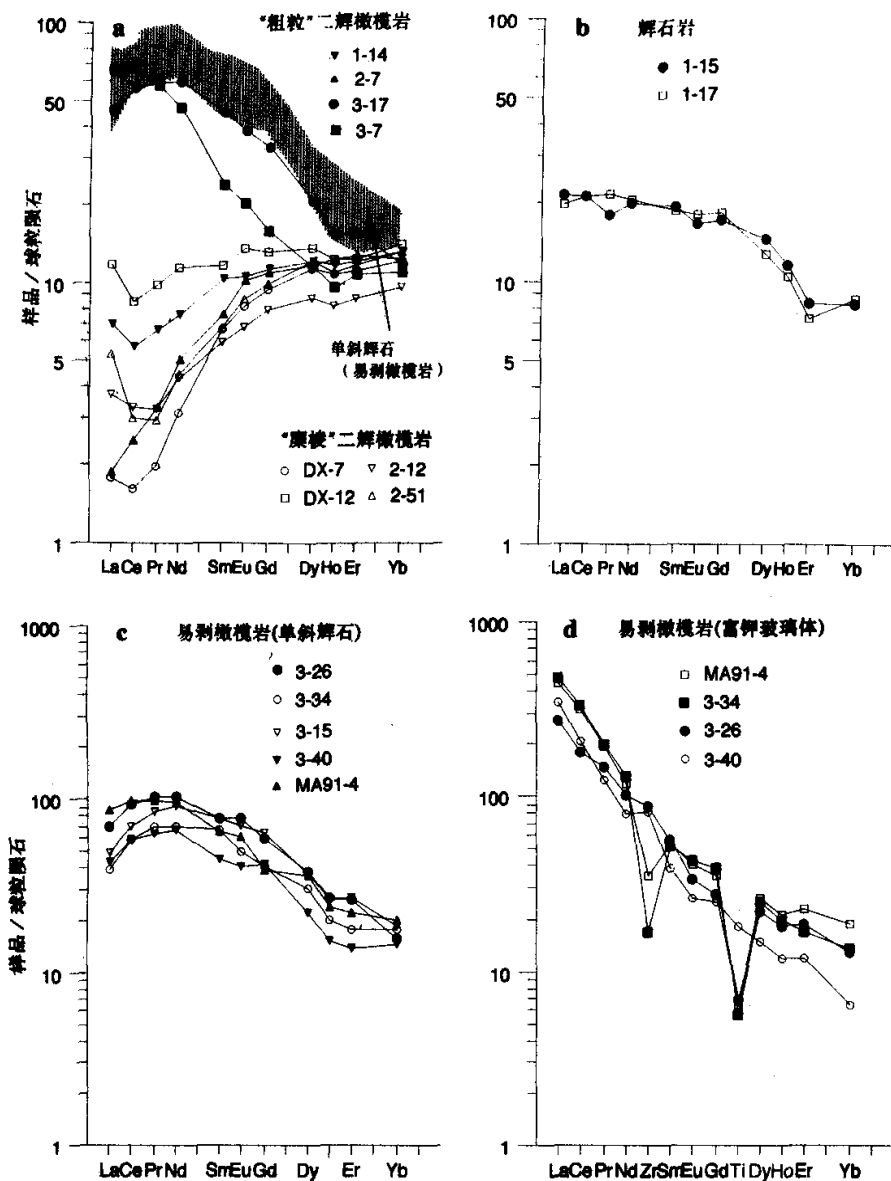 a "粗粒"二辉橄榄岩
1-14
2-7
3-17
3-7
100
50
10
5
1
样品/球粒陨石
单斜辉石
(易剥橄榄岩)
"糜棱"二辉橄榄岩
DX-7 2-12
DX-12 2-51
La Ce Pr Nd Sm Eu Gd Dy Ho Er Yb
b 辉石岩
1-15
1-17
100
50
20
10
5
1
La Ce Pr Nd Sm Eu Gd Dy Ho Er Yb
c 易剥橄榄岩(单斜辉石)
3-26
3-34
3-15
3-40
MA91-4
1000
100
10
1
样品/球粒陨石
La Ce Pr Nd Sm Eu Gd Dy Er Yb
d 易剥橄榄岩(富钾玻璃体)
MA91-4
3-34
3-26
3-40
1000
100
10
1
La Ce Pr Nd Zr Sm Eu Gd Ti Dy Ho Er Yb